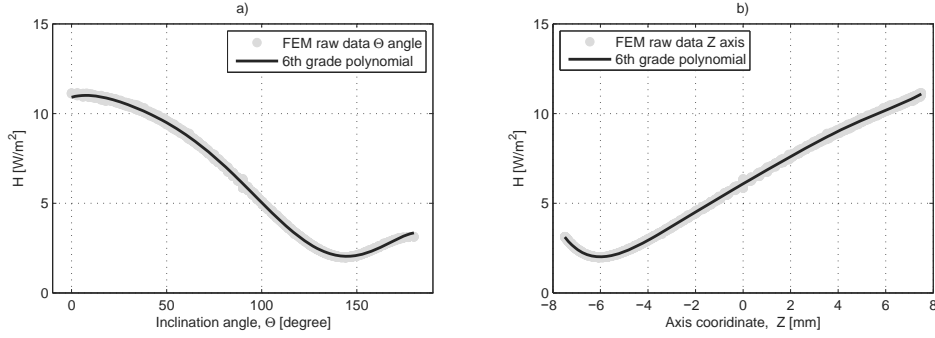 a)
15
10
5
0
H [W/m²]
FEM raw data Θ angle
6th grade polynomial
0
50
100
150
Inclination angle, Θ [degree]
b)
15
10
5
0
H [W/m²]
FEM raw data Z axis
6th grade polynomial
−8
−6
−4
−2
0
2
4
6
8
Axis cooridinate, Z [mm]